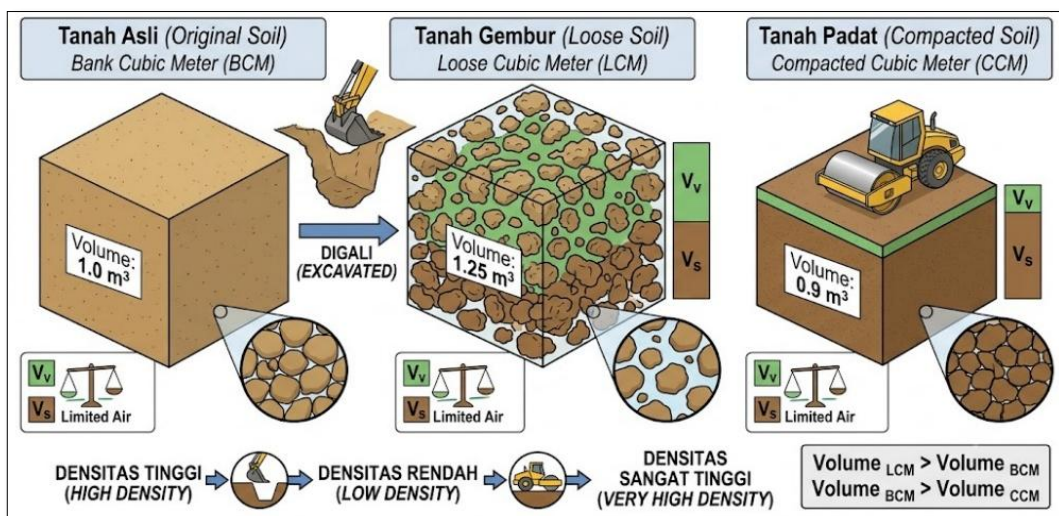 Tanah Asli (Original Soil)
Bank Cubic Meter (BCM)
Tanah Gembur (Loose Soil)
Loose Cubic Meter (LCM)
Tanah Padat (Compacted Soil)
Compacted Cubic Meter (CCM)
Volume:
1.0 m³
DIGALI
(EXCAVATED)
Volume:
1.25 m³
Vv
Vs
Volume:
0.9 m³
Vv
Vs
Vv
Vs
Limited Air
Vv
Vs
Limited Air
Vv
Vs
Limited Air
DENSITAS TINGGI
(HIGH DENSITY)
DENSITAS RENDAH
(LOW DENSITY)
DENSITAS
SANGAT TINGGI
(VERY HIGH DENSITY)
Volume LCM > Volume BCM
Volume BCM > Volume CCM